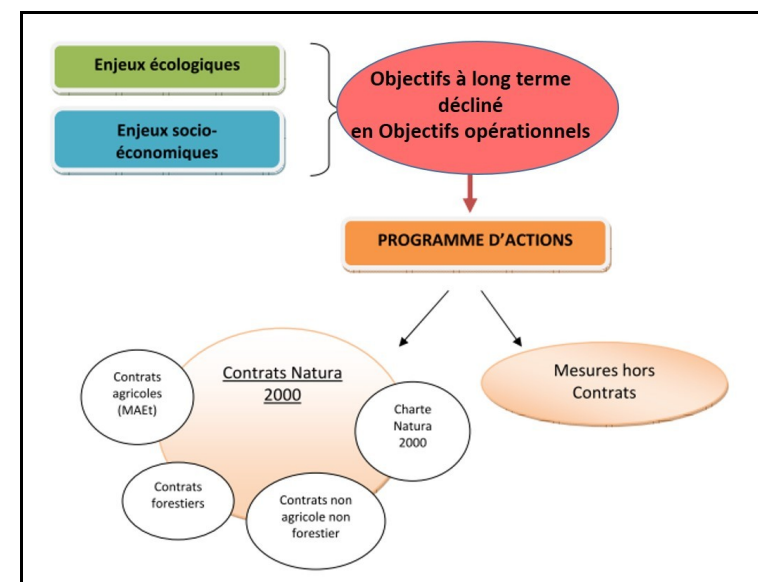 Enjeux écologiques
Enjeux socio-
économiques
Objectifs à long terme
décliné
en Objectifs opérationnels
PROGRAMME D’ACTIONS
Contrats Natura
2000
Contrats
agricoles
(MAEt)
Contrats
forestiers
Contrats non
agricole non
forestier
Charte
Natura
2000
Mesures hors
Contrats